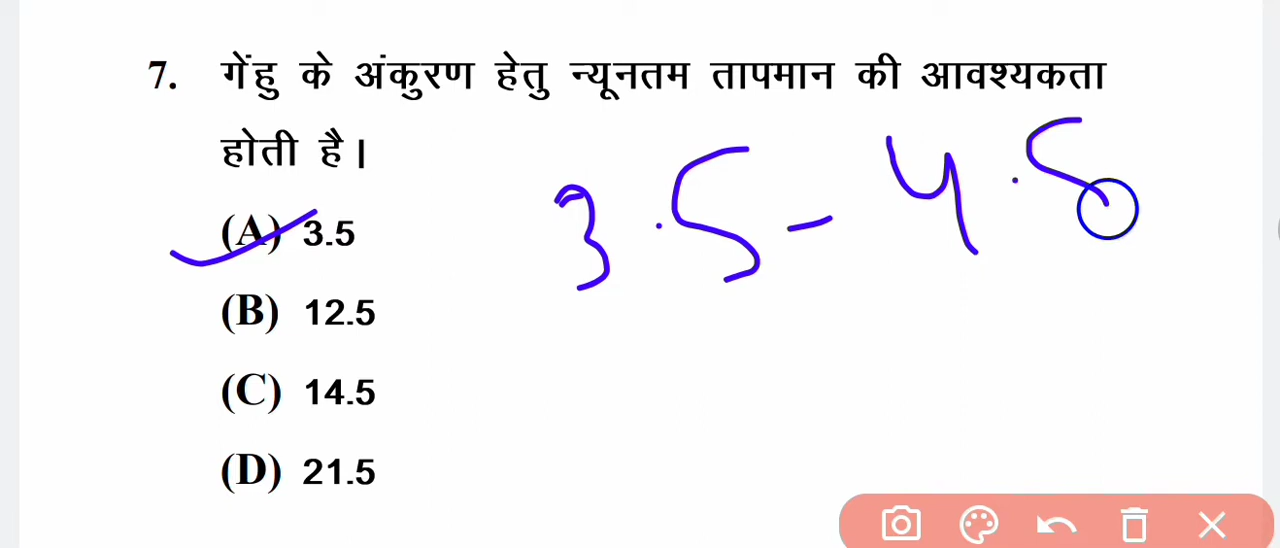 7. गेंहु के अंकुरण हेतु न्यूनतम तापमान की आवश्यकता
होती है।
3.5 - 4.5
(A) 3.5
(B) 12.5
(C) 14.5
(D) 21.5